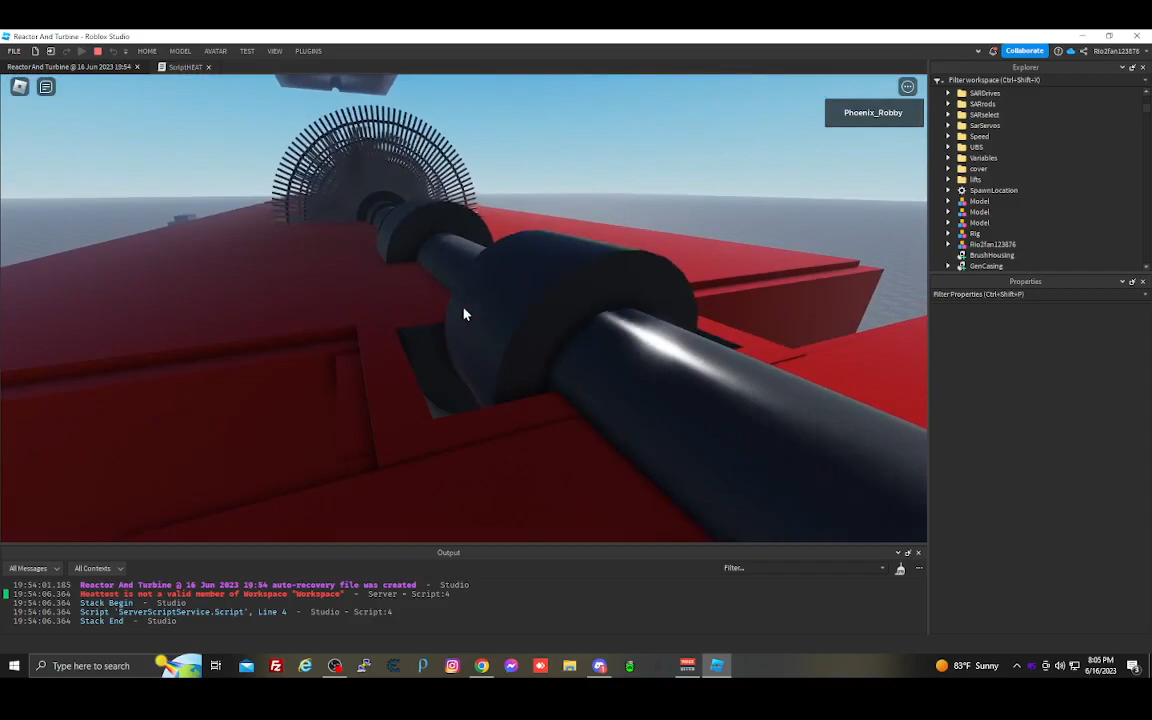 Reactor And Turbine - Roblox Studio
FILE HOME MODEL AVATAR TEST VIEW PLUGINS Collaborate Rio2fan123876
Reactor And Turbine @ 16 Jun 2023 19:54 ScriptHEAT
Phoenix_Robby
Explorer
Filter workspace (Ctrl+Shift+X)
SARDrives
SARrods
SARselect
SarServos
Speed
UBS
Variables
cover
lifts
SpawnLocation
Model
Model
Model
Rig
Rio2fan123876
BrushHousing
GenCasing
Properties
Filter Properties (Ctrl+Shift+P)
Output
All Messages All Contexts Filter...
19:54:01.185 Reactor And Turbine @ 16 Jun 2023 19:54 auto-recovery file was created - Studio
19:54:06.364 Heattest is not a valid member of Workspace "Workspace" - Server - Script:4
19:54:06.364 Stack Begin - Studio
19:54:06.364 Script 'ServerScriptService.Script', Line 4 - Studio - Script:4
19:54:06.364 Stack End - Studio
Type here to search
83°F Sunny
8:05 PM
6/16/2023